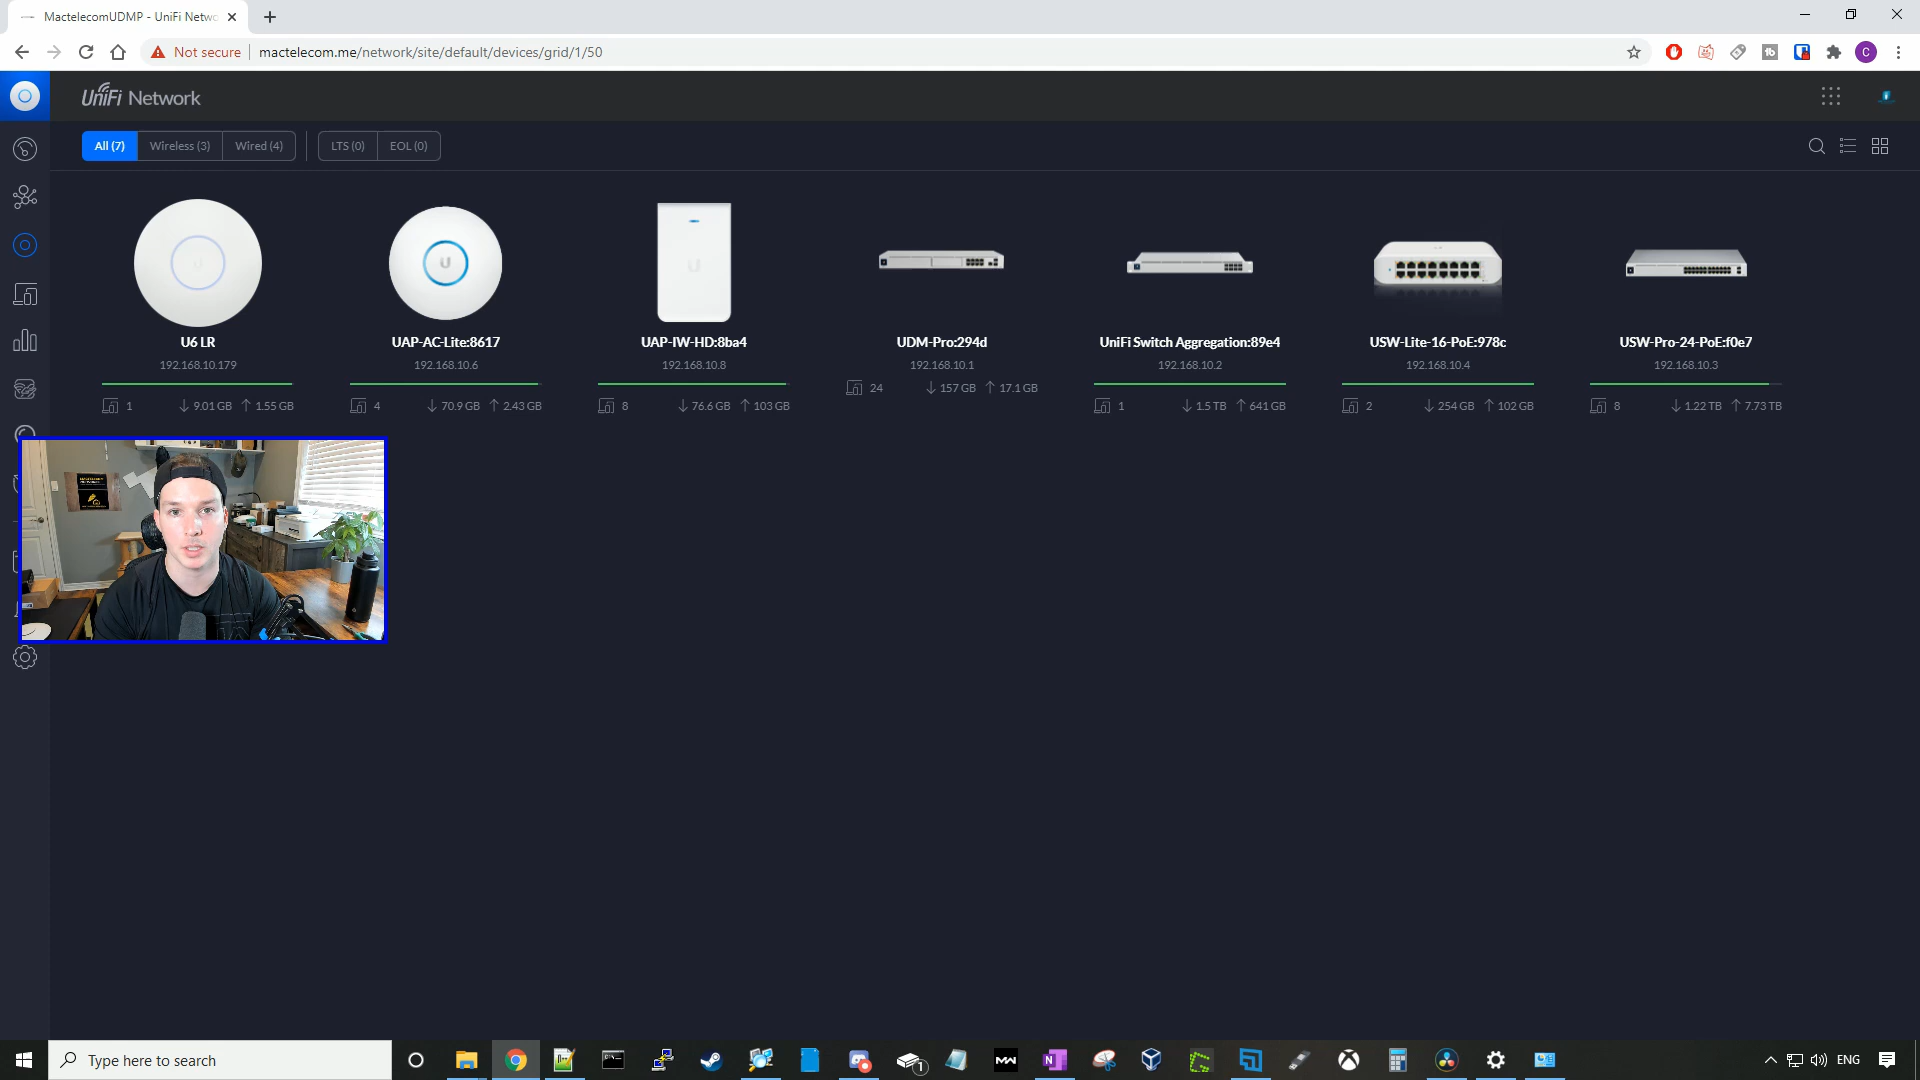 MactelecomUDMP - UniFi Netwo
Not secure
mactelecom.me/network/site/default/devices/grid/1/50
C
UniFi Network
All (7)
Wireless (3)
Wired (4)
LTS (0)
EOL (0)
U6 LR
UAP-AC-Lite:8617
UAP-IW-HD:8ba4
UDM-Pro:294d
UniFi Switch Aggregation:89e4
USW-Lite-16-PoE:978c
USW-Pro-24-PoE:f0e7
192.168.10.179
192.168.10.6
192.168.10.8
192.168.10.1
192.168.10.2
192.168.10.4
192.168.10.3
24 ↓ 157 GB ↑ 17.1 GB
1 ↓ 9.01 GB ↑ 1.55 GB
4 ↓ 70.9 GB ↑ 2.43 GB
8 ↓ 76.6 GB ↑ 103 GB
1 ↓ 1.5 TB ↑ 641 GB
2 ↓ 254 GB ↑ 102 GB
8 ↓ 1.22 TB ↑ 7.73 TB
Type here to search
ENG